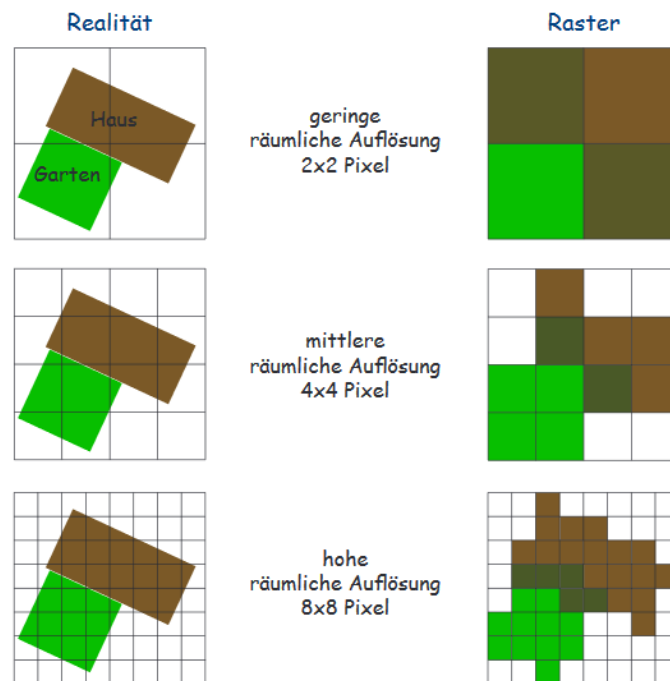 Realität
Raster
Haus
Garten
geringe
räumliche Auflösung
2x2 Pixel
mittlere
räumliche Auflösung
4x4 Pixel
hohe
räumliche Auflösung
8x8 Pixel